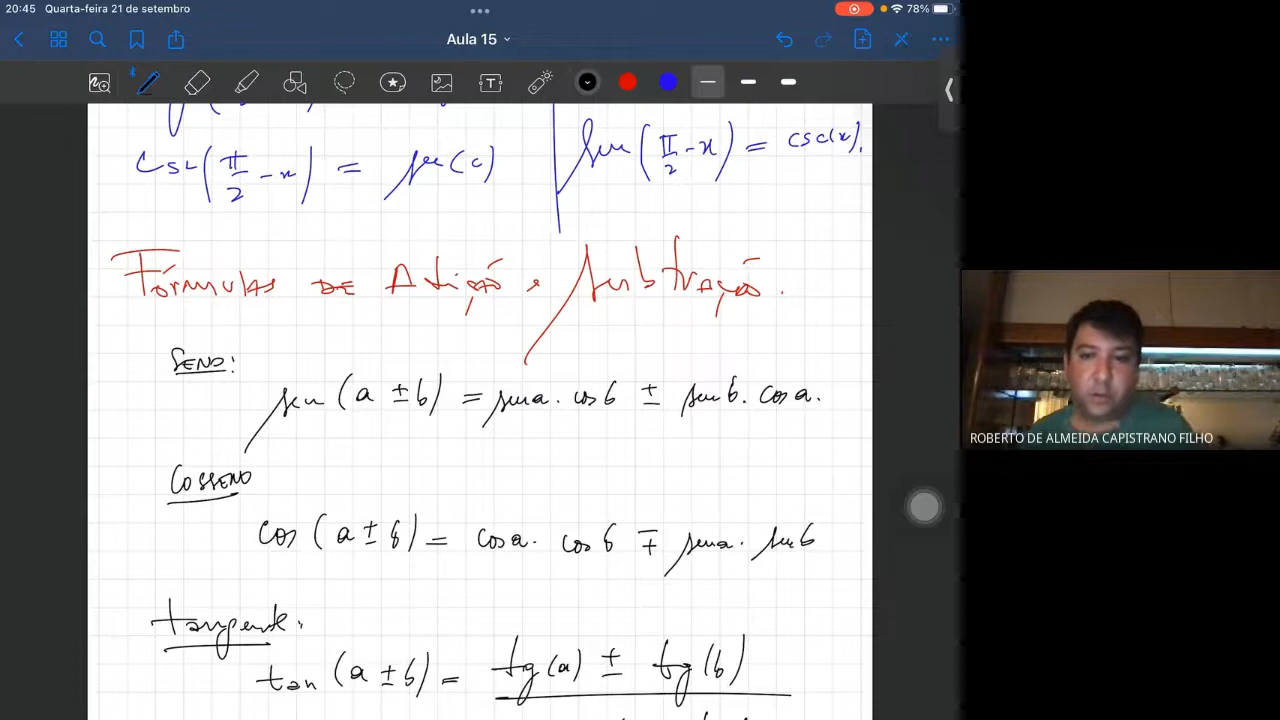 20:45 Quarta-feira 21 de setembro
78%
Aula 15
csc(π/2 - x) = sec(x)
sec(π/2 - x) = csc(x).
Fórmulas DE Adição e Subtração.
SENO:
sen (a ± b) = sena. cos b ± sen b. cos a.
COSSENO
cos (a ± b) = cos a. cos b ∓ sena. sen b
tangente:
tan (a ± b) = tg(a) ± tg(b)
ROBERTO DE ALMEIDA CAPISTRANO FILHO